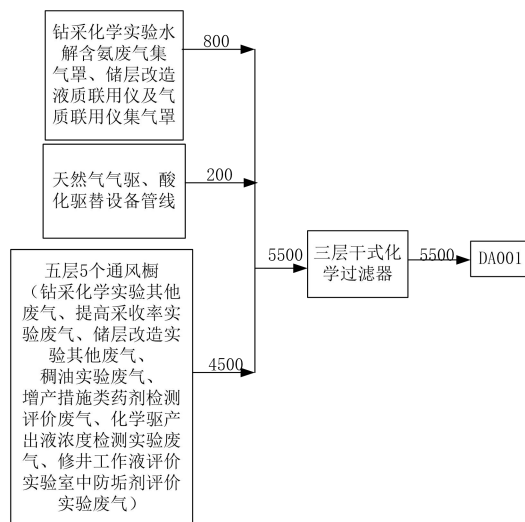 钻采化学实验水
解含氨废气集
气罩、储层改造
液质联用仪及气
质联用仪集气罩
800
天然气气驱、酸
化驱替设备管线
200
五层5个通风橱
（钻采化学实验其他
废气、提高采收率实
验废气、储层改造实
验其他废气、
稠油实验废气、
增产措施类药剂检测
评价废气、化学驱产
出液浓度检测实验废
气、修井工作液评价
实验室中防垢剂评价
实验废气）
4500
5500
三层干式化
学过滤器
5500
DA001